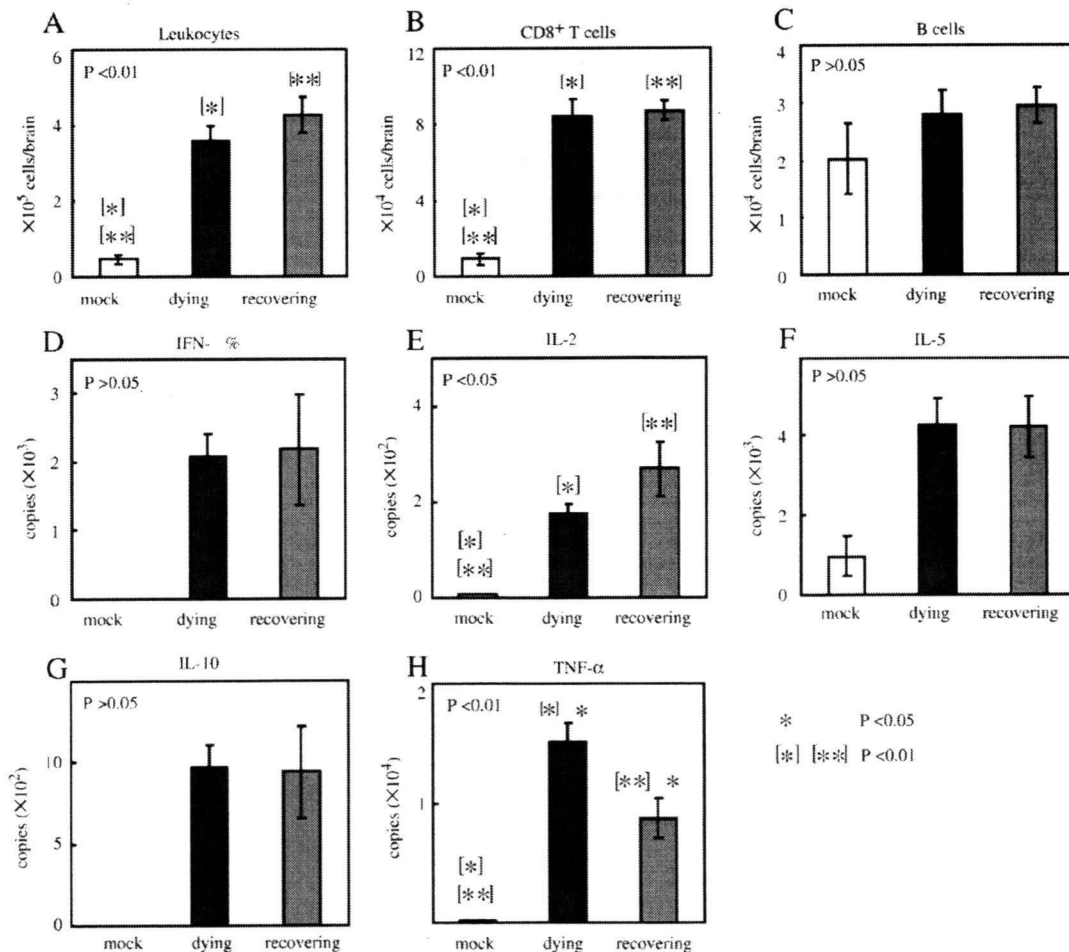 A
Leukocytes
P <0.01
×10⁵ cells/brain
6
4
2
0
[*]
[**]
[*]
[**]
mock dying recovering
B
CD8⁺ T cells
P <0.01
×10⁴ cells/brain
12
8
4
0
[*]
[**]
[*]
[**]
mock dying recovering
C
B cells
P >0.05
×10⁴ cells/brain
4
3
2
1
0
mock dying recovering
D
IFN- %
P >0.05
copies (×10³)
3
2
1
0
mock dying recovering
E
IL-2
P <0.05
copies (×10²)
4
2
0
[*]
[**]
[*]
[**]
mock dying recovering
F
IL-5
P >0.05
copies (×10³)
4
2
0
mock dying recovering
G
IL-10
P >0.05
copies (×10²)
10
5
0
mock dying recovering
H
TNF-α
P <0.01
copies (×10⁴)
2
1
[*]
[**]
[*] *
[**] *
mock dying recovering
* P <0.05
[*] [**] P <0.01